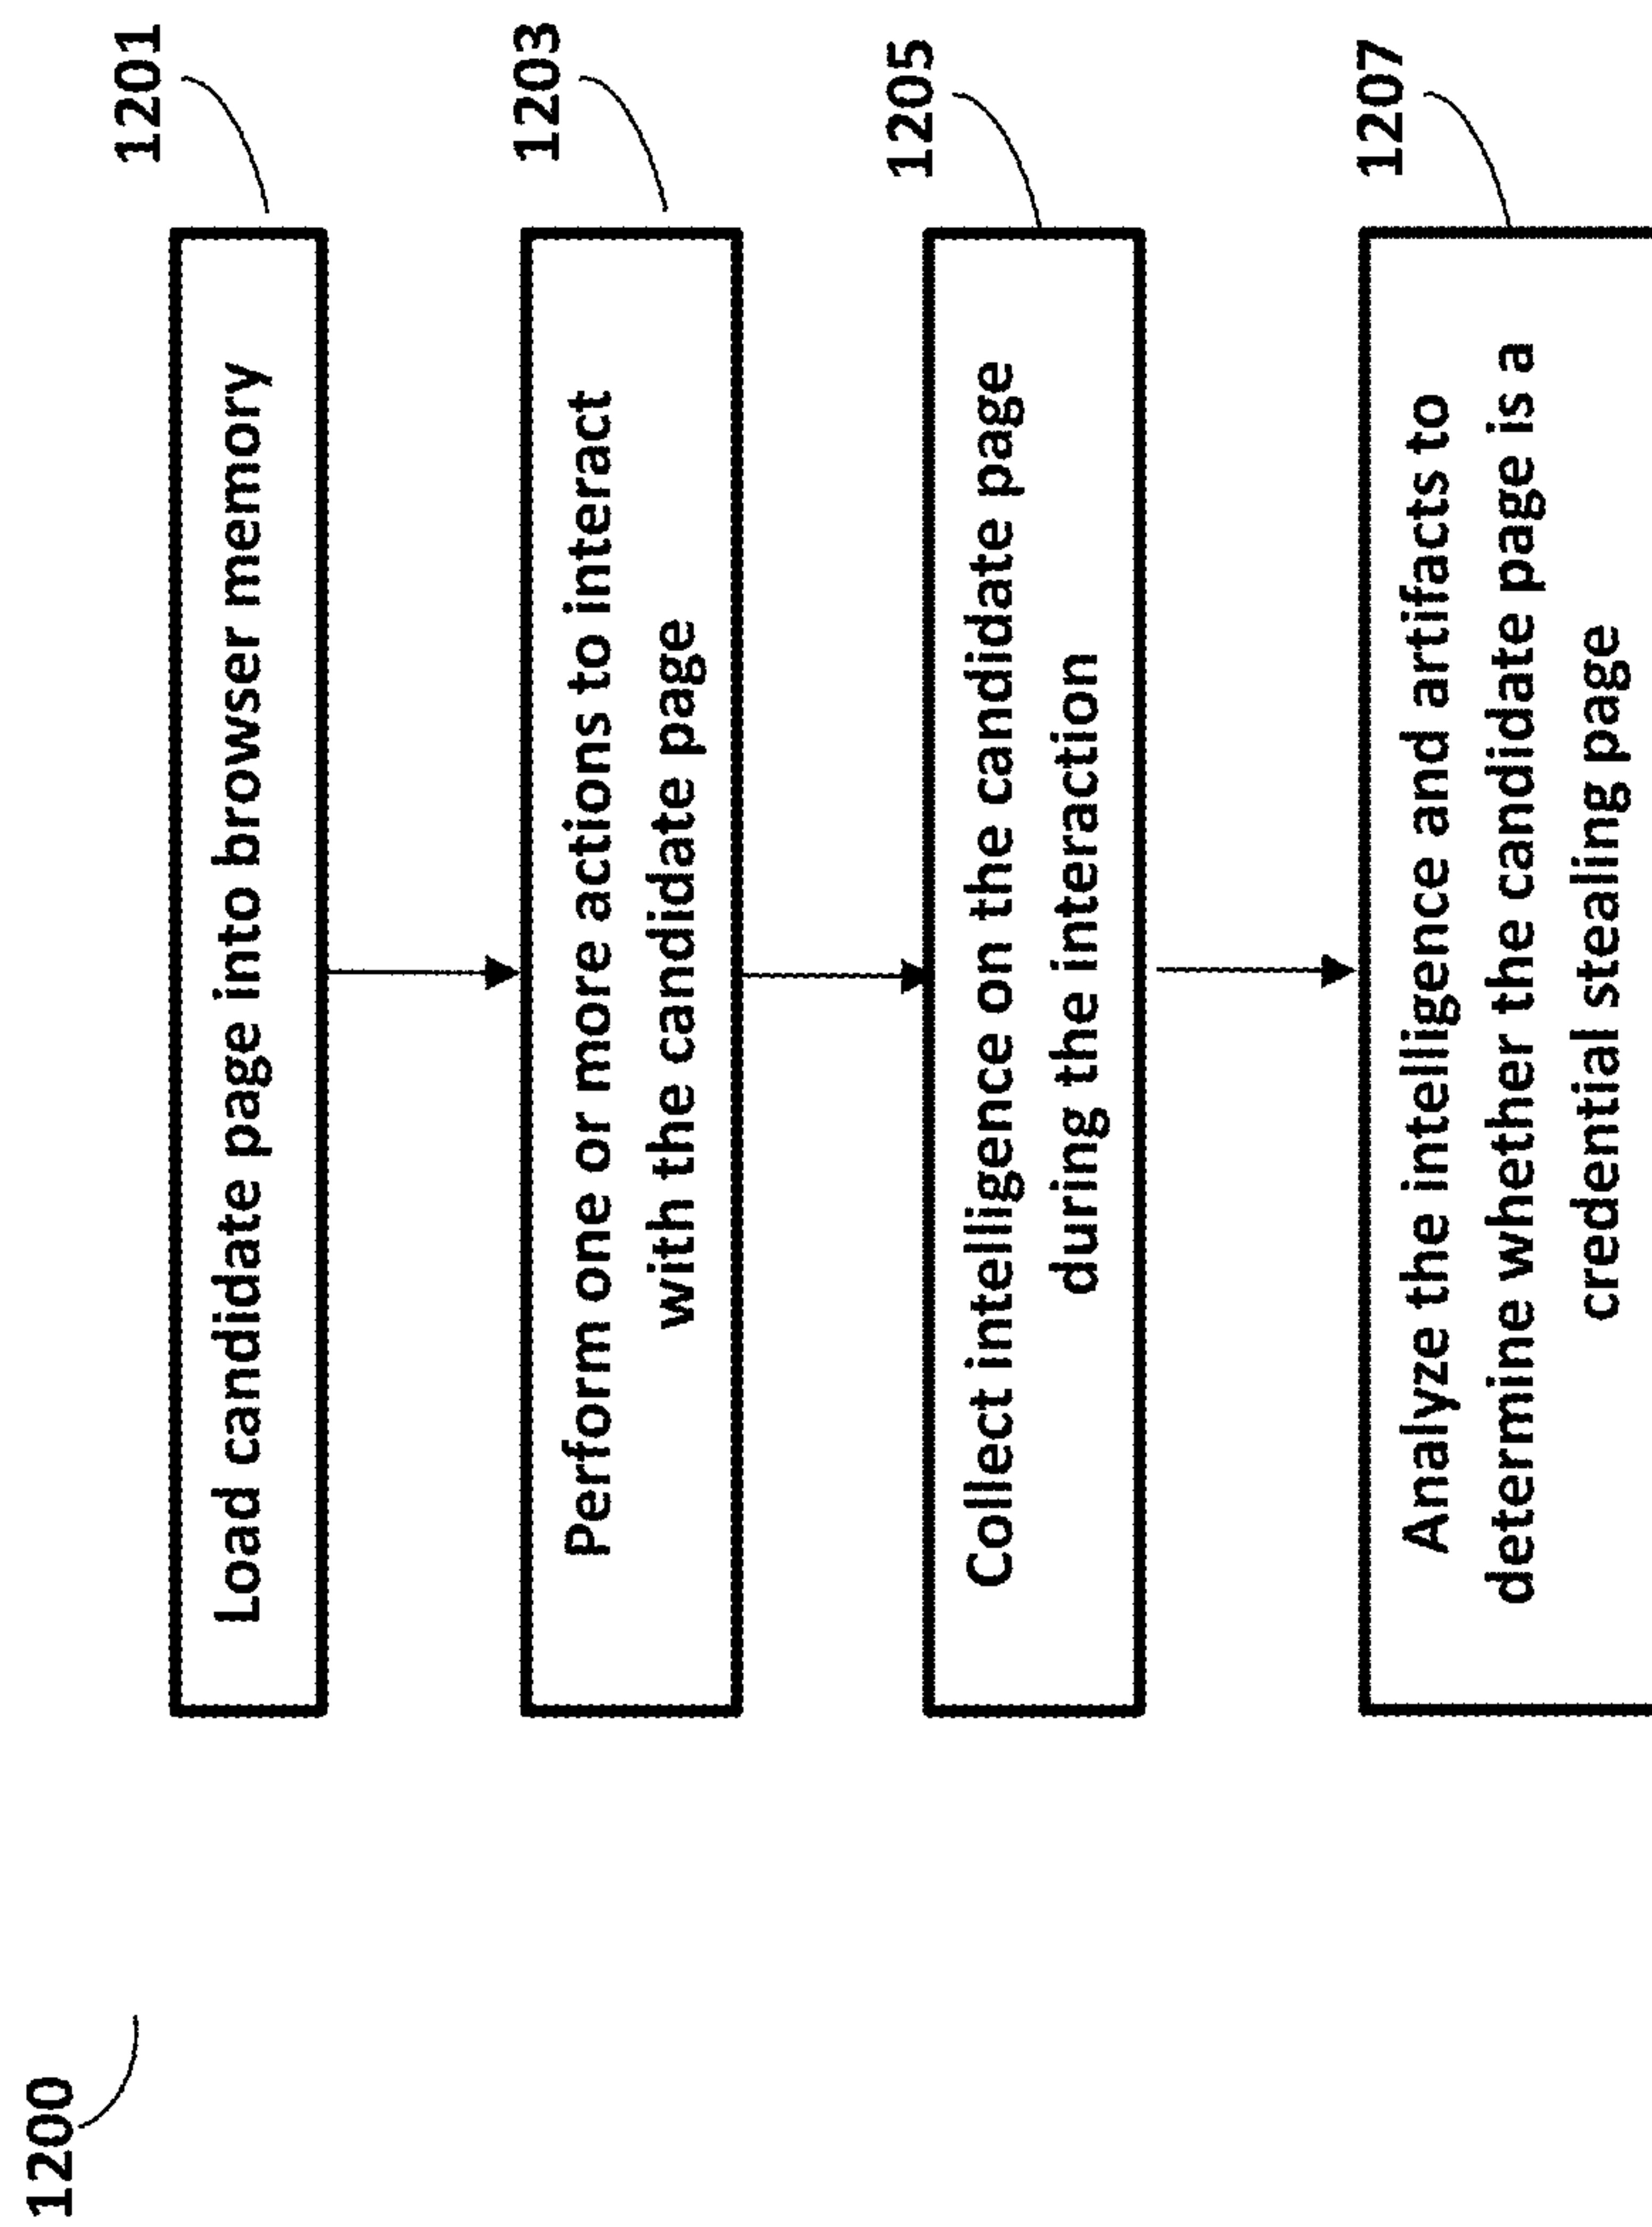 1200
1201
Load candidate page into browser memory
1203
Perform one or more actions to interact
with the candidate page
1205
Collect intelligence on the candidate page
during the interaction
1207
Analyze the intelligence and artifacts to
determine whether the candidate page is a
credential stealing page